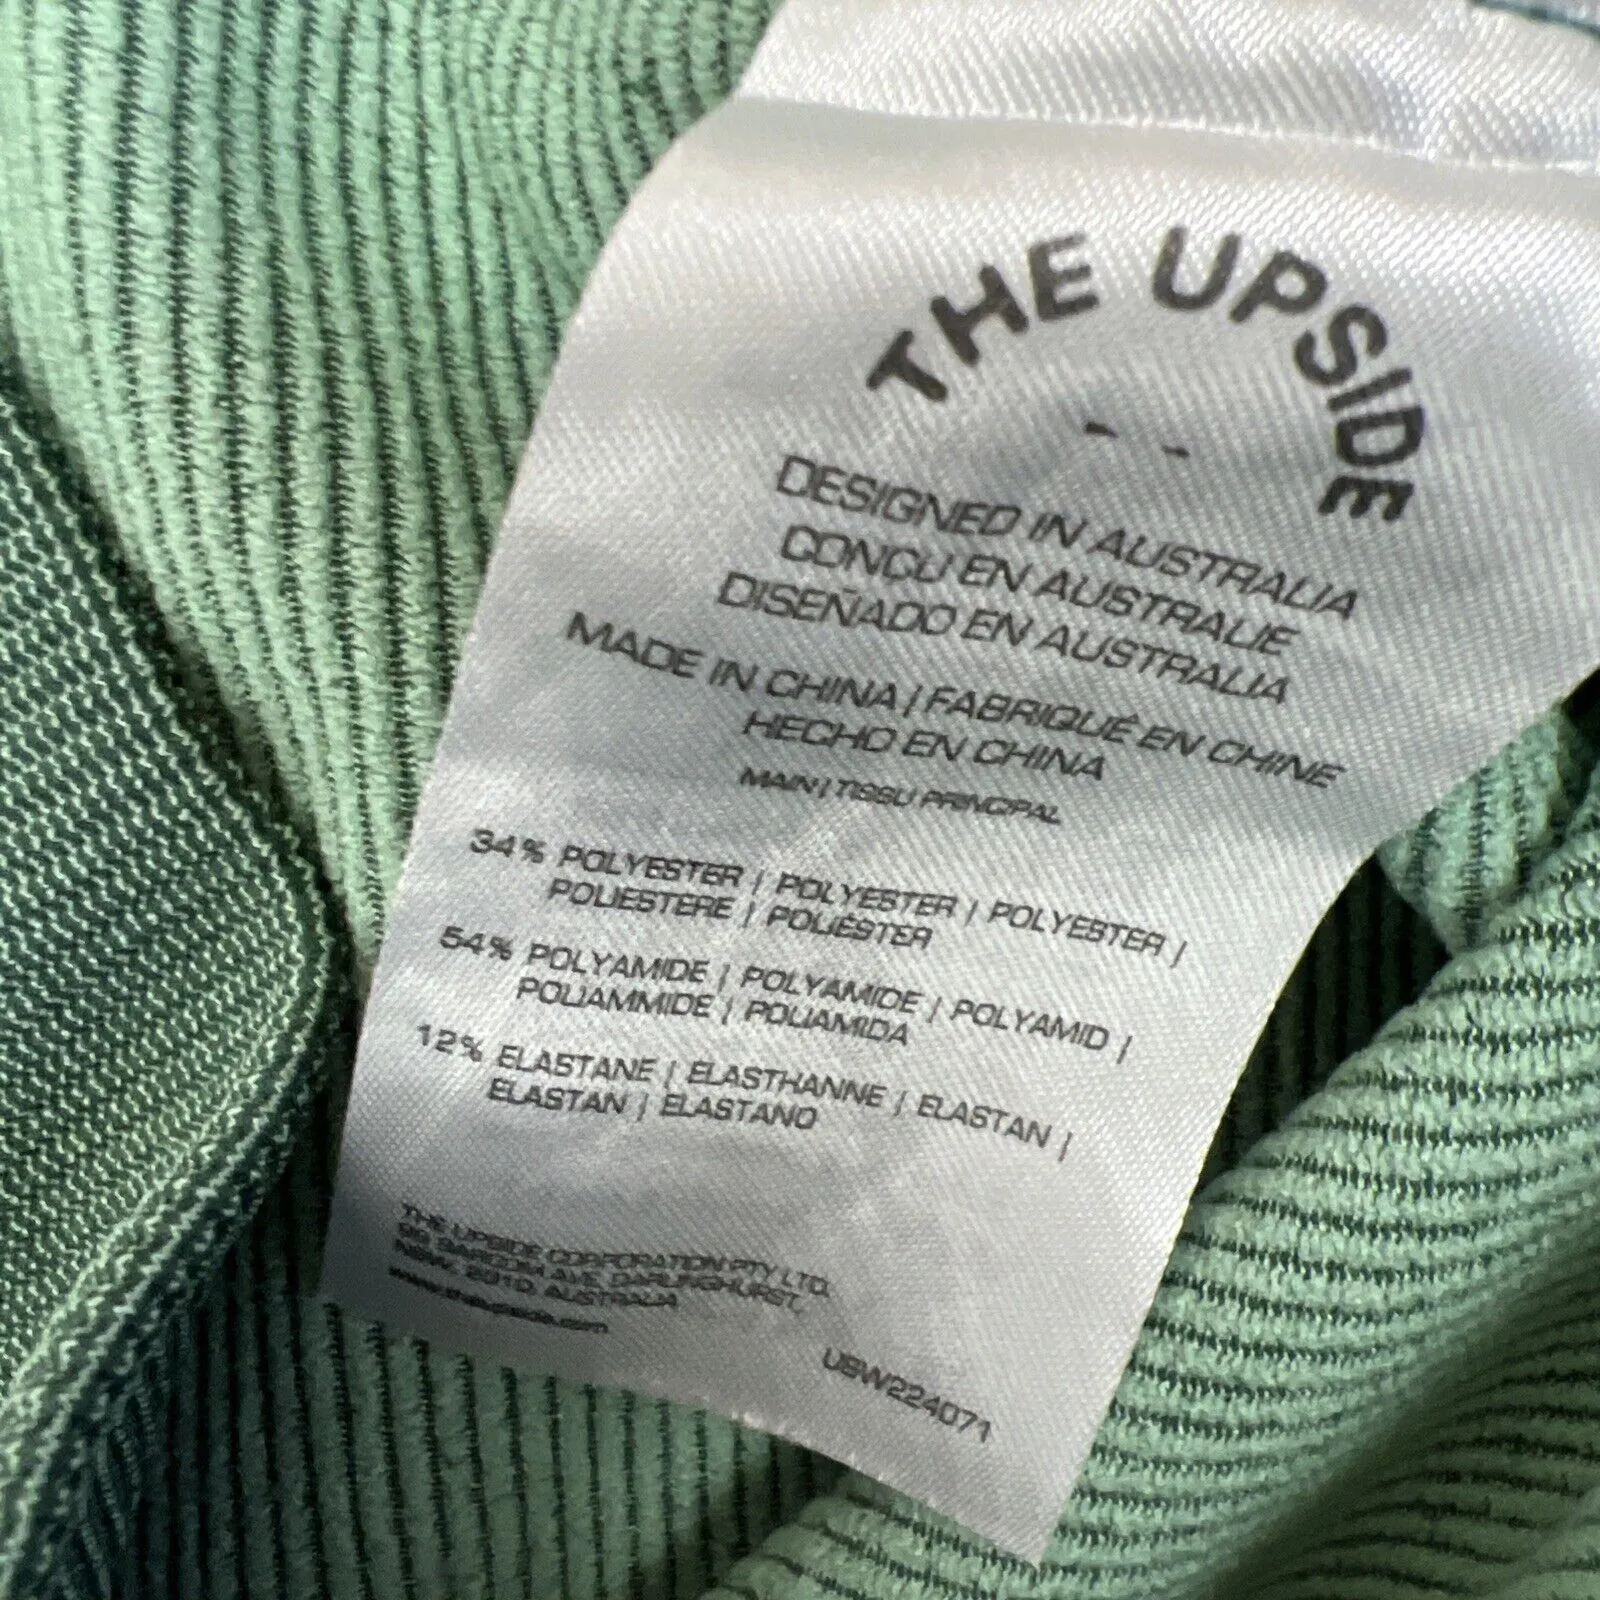 THE UPSIDE
DESIGNED IN AUSTRALIA
CONÇU EN AUSTRALIE
DISEÑADO EN AUSTRALIA
MADE IN CHINA | FABRIQUÉ EN CHINE
HECHO EN CHINA
MAIN | TISSU PRINCIPAL
34% POLYESTER | POLYESTER | POLYESTER |
POLIESTERE | POLIÉSTER
54% POLYAMIDE | POLYAMIDE | POLYAMID |
POLIAMMIDE | POLIAMIDA
12% ELASTANE | ELASTHANNE | ELASTAN |
ELASTAN | ELASTANO
THE UPSIDE CORPORATION PTY LTD.
AVE, DARLINGHURST,
NSW, 2010, AUSTRALIA
USW224071